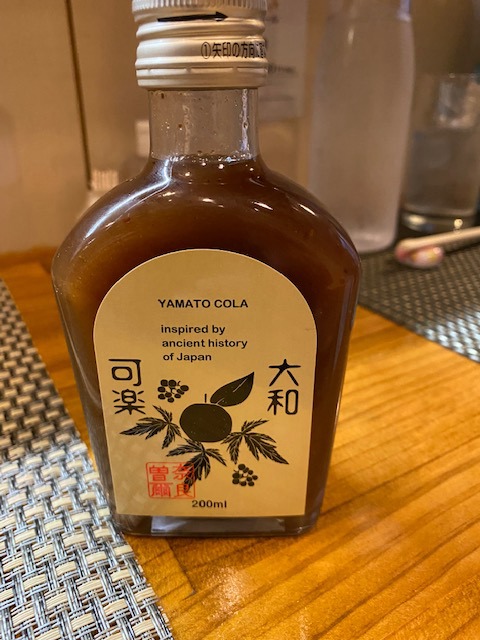 ①矢印の方向に
YAMATO COLA
inspired by
ancient history
of Japan
大和
可楽
奈良
曽爾
200ml